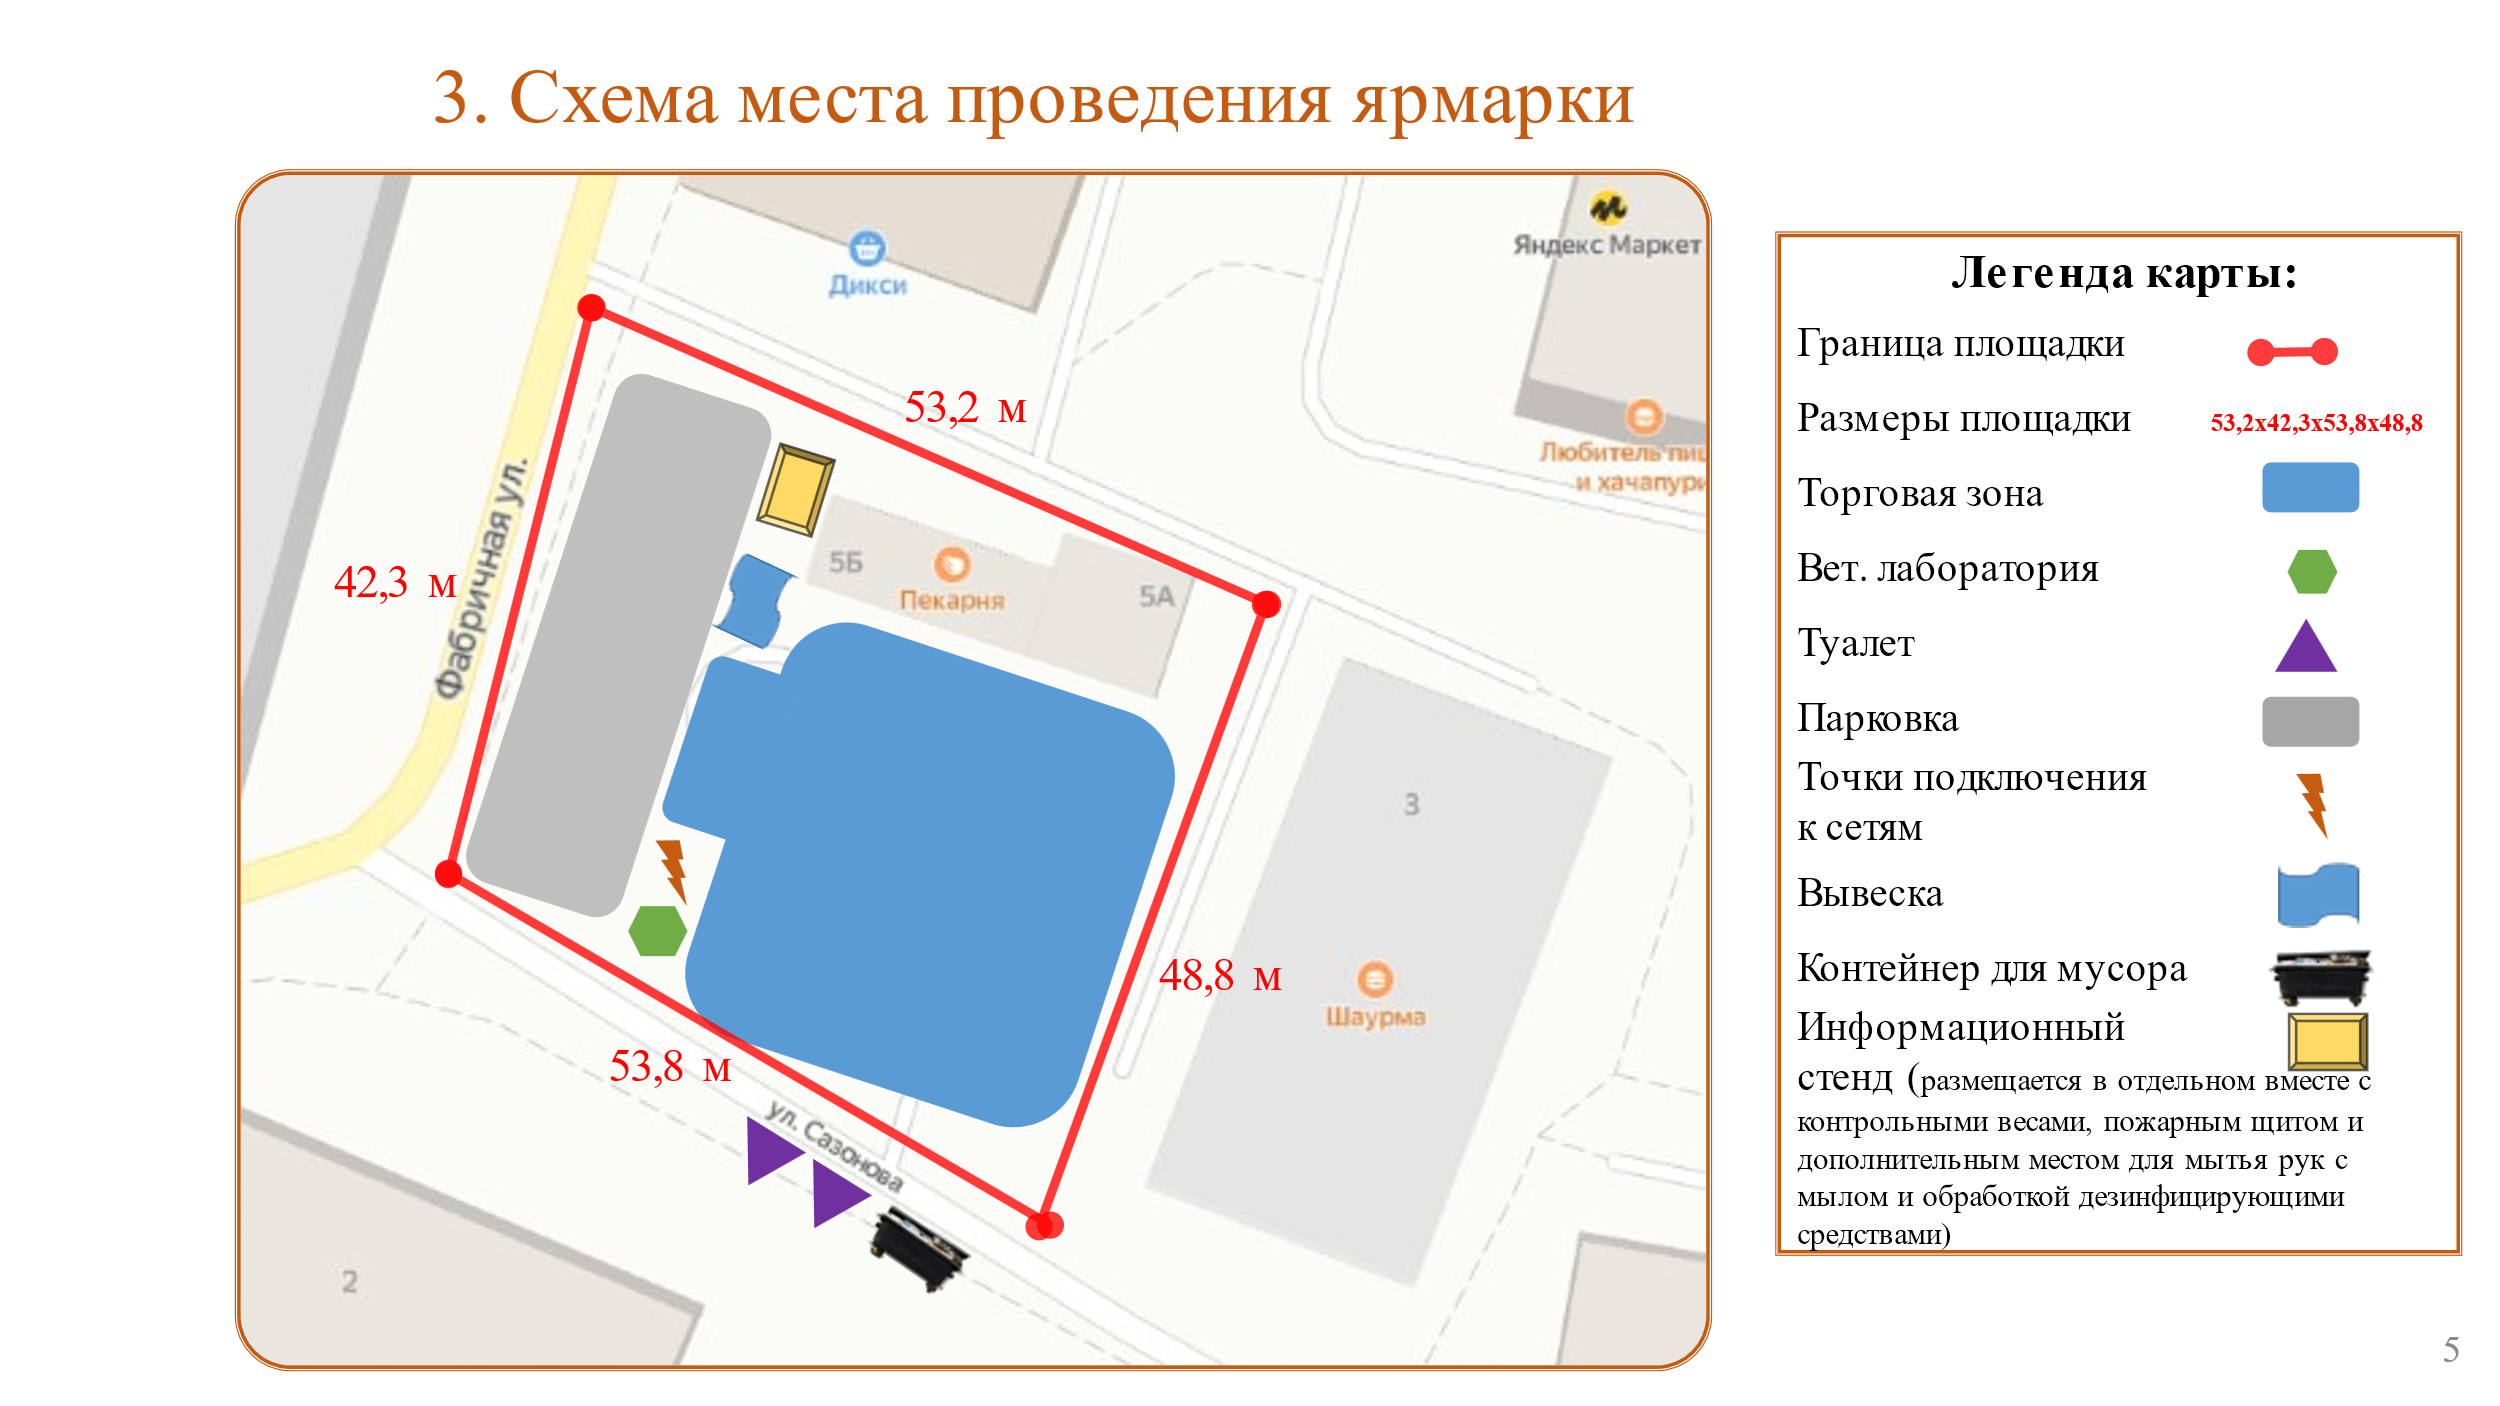 3. Схема места проведения ярмарки
Яндекс Маркет
Дикси
53,2 м
и хачапури
Фабричная ул.
42,3 м
5Б
Пекарня
5А
3
48,8 м
Шаурма
53,8 м
ул. Сазонова
2
Легенда карты:
Граница площадки
Размеры площадки 53,2х42,3х53,8х48,8
Торговая зона
Вет. лаборатория
Туалет
Парковка
Точки подключения
к сетям
Вывеска
Контейнер для мусора
Информационный
стенд (размещается в отдельном вместе с
контрольными весами, пожарным щитом и
дополнительным местом для мытья рук с
мылом и обработкой дезинфицирующими
средствами)
5